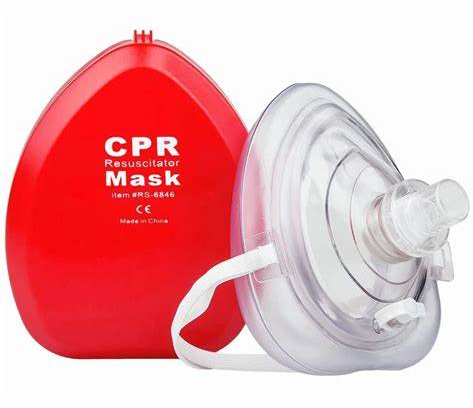 CPR
Resuscitator
Mask
Item #RS-6846
CE
Made in China